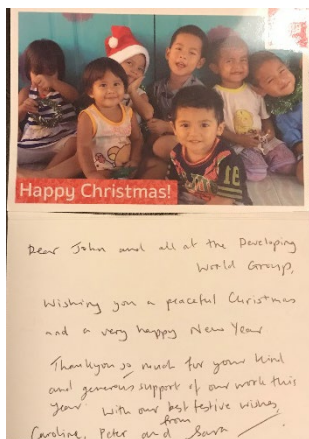 Happy Christmas!
18
Dear John and all at the Developing
World Group,
Wishing you a peaceful Christmas
and a very happy New Year
Thankyou so much for your kind
and generous support of our work this
year. With our best festive wishes,
from
Caroline, Peter and Sarah